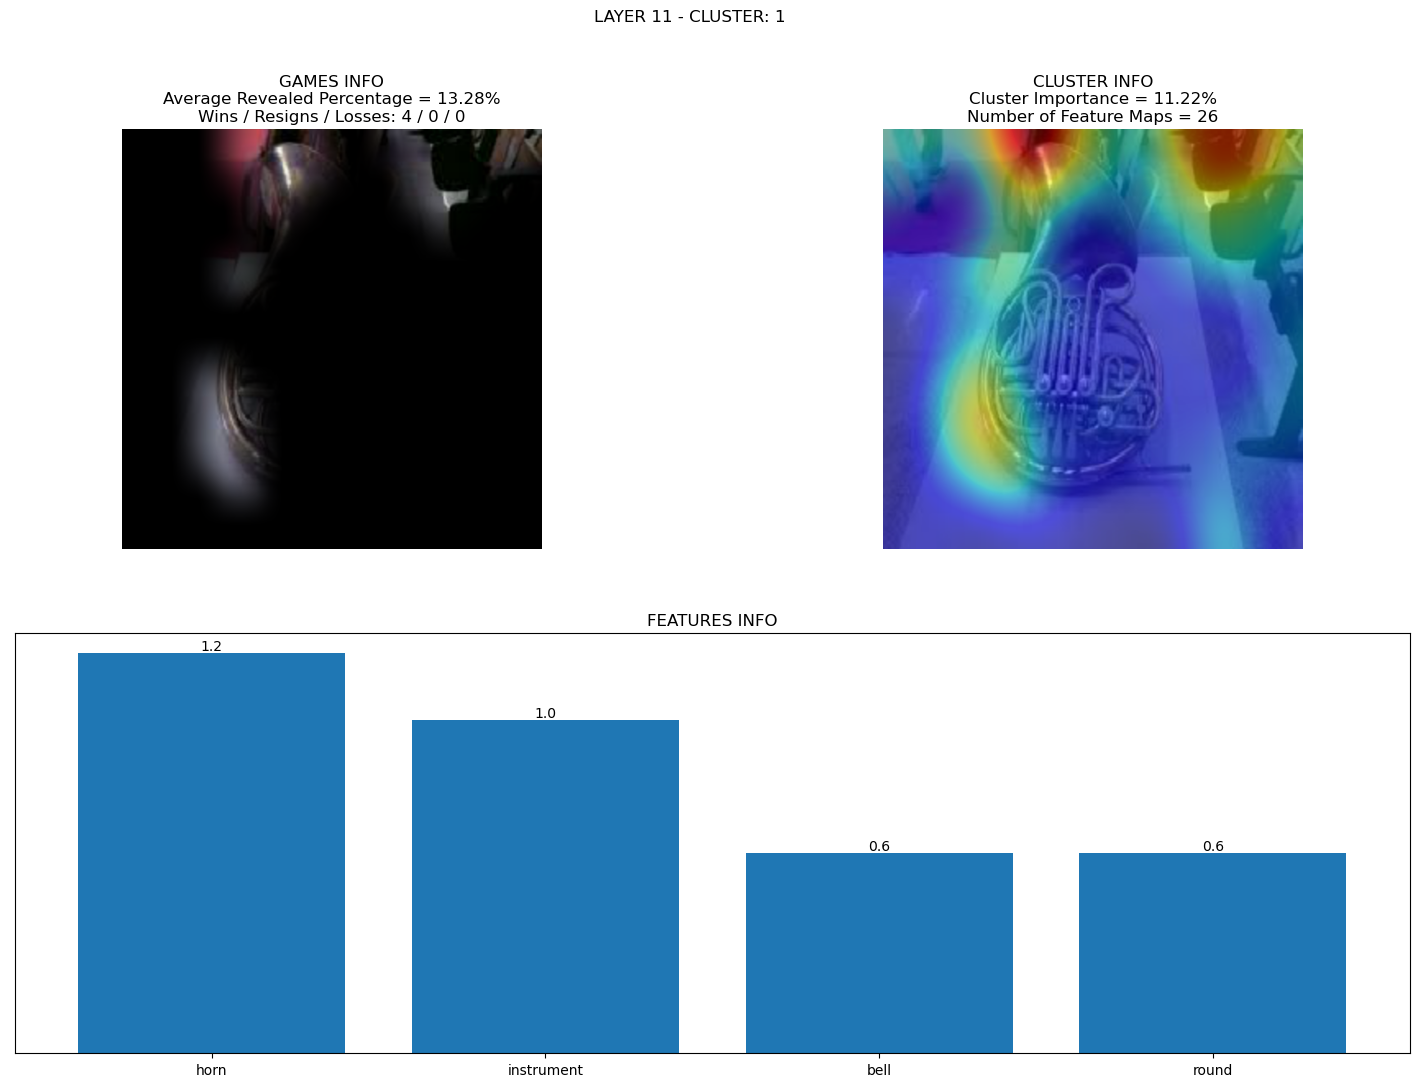 LAYER 11 - CLUSTER: 1
GAMES INFO
Average Revealed Percentage = 13.28%
Wins / Resigns / Losses: 4 / 0 / 0
CLUSTER INFO
Cluster Importance = 11.22%
Number of Feature Maps = 26
FEATURES INFO
1.2
1.0
0.6
0.6
horn
instrument
bell
round